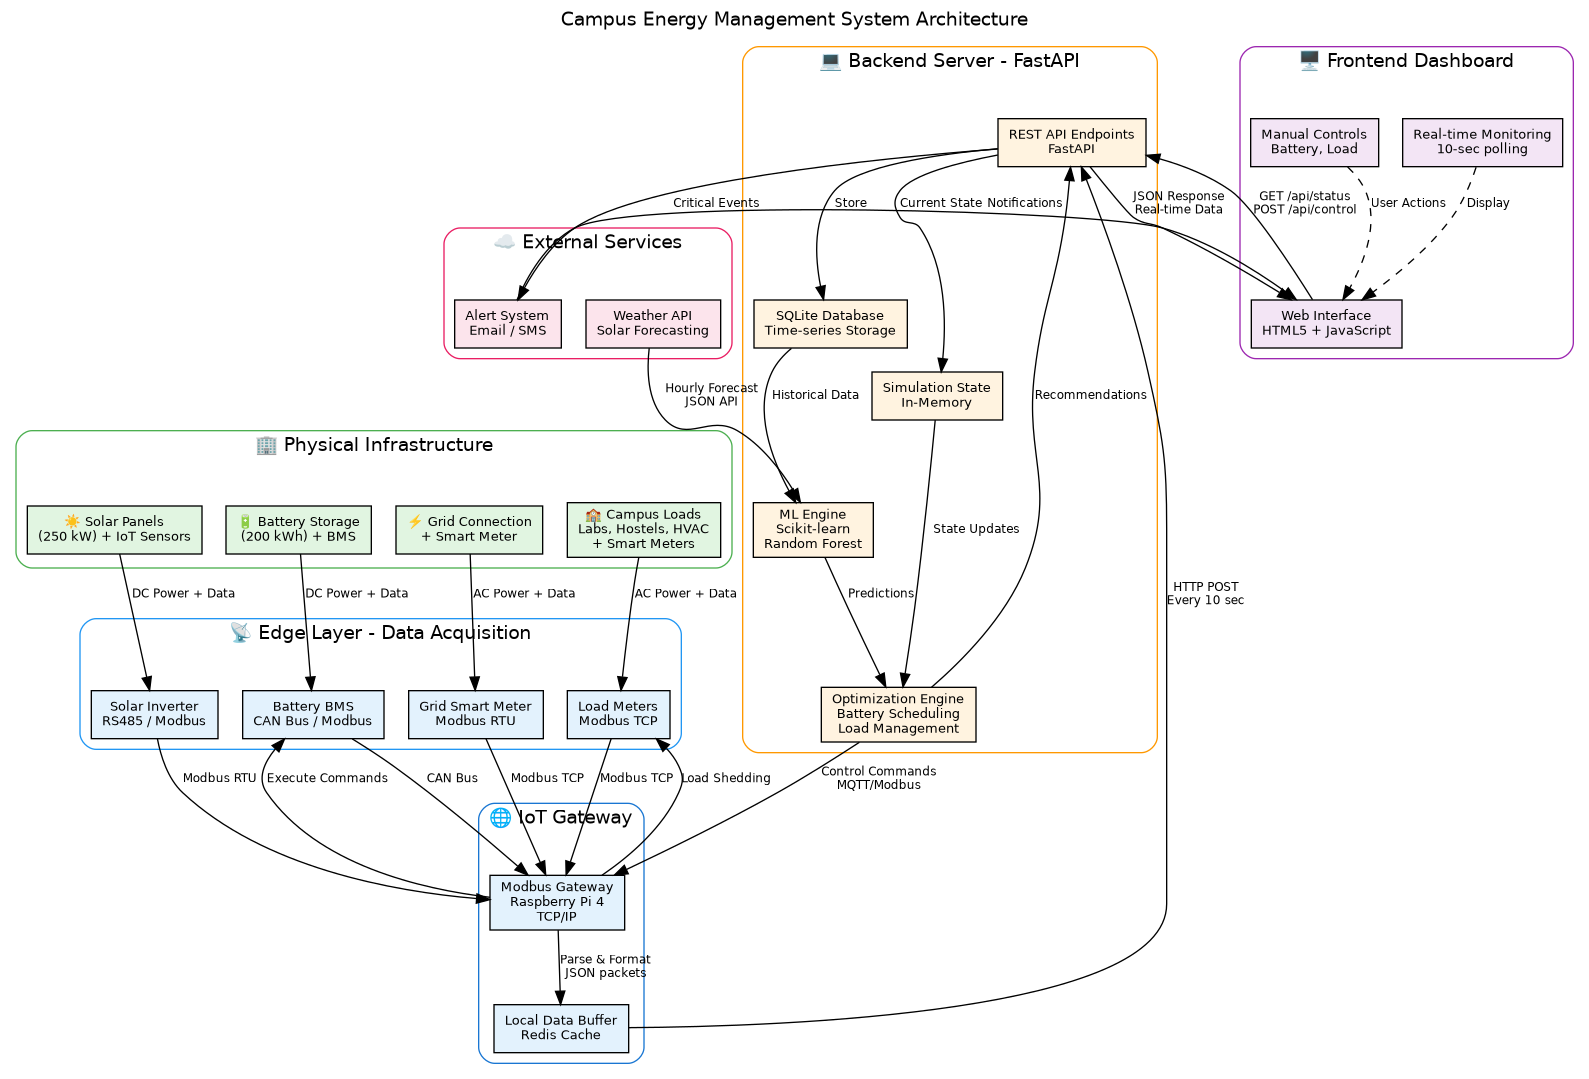 Campus Energy Management System Architecture
💻 Backend Server - FastAPI
🖥️ Frontend Dashboard
REST API Endpoints
FastAPI
Manual Controls
Battery, Load
Real-time Monitoring
10-sec polling
Critical Events
Store
Current State
Notifications
JSON Response
Real-time Data
GET /api/status
POST /api/control
User Actions
Display
☁️ External Services
Alert System
Email / SMS
Weather API
Solar Forecasting
SQLite Database
Time-series Storage
Web Interface
HTML5 + JavaScript
Simulation State
In-Memory
Hourly Forecast
JSON API
Historical Data
Recommendations
🏢 Physical Infrastructure
☀️ Solar Panels
(250 kW) + IoT Sensors
🔋 Battery Storage
(200 kWh) + BMS
⚡ Grid Connection
+ Smart Meter
🏫 Campus Loads
Labs, Hostels, HVAC
+ Smart Meters
ML Engine
Scikit-learn
Random Forest
State Updates
DC Power + Data
DC Power + Data
AC Power + Data
AC Power + Data
Predictions
HTTP POST
Every 10 sec
📡 Edge Layer - Data Acquisition
Solar Inverter
RS485 / Modbus
Battery BMS
CAN Bus / Modbus
Grid Smart Meter
Modbus RTU
Load Meters
Modbus TCP
Optimization Engine
Battery Scheduling
Load Management
Modbus RTU
Execute Commands
CAN Bus
Modbus TCP
Modbus TCP
Load Shedding
Control Commands
MQTT/Modbus
🌐 IoT Gateway
Modbus Gateway
Raspberry Pi 4
TCP/IP
Parse & Format
JSON packets
Local Data Buffer
Redis Cache